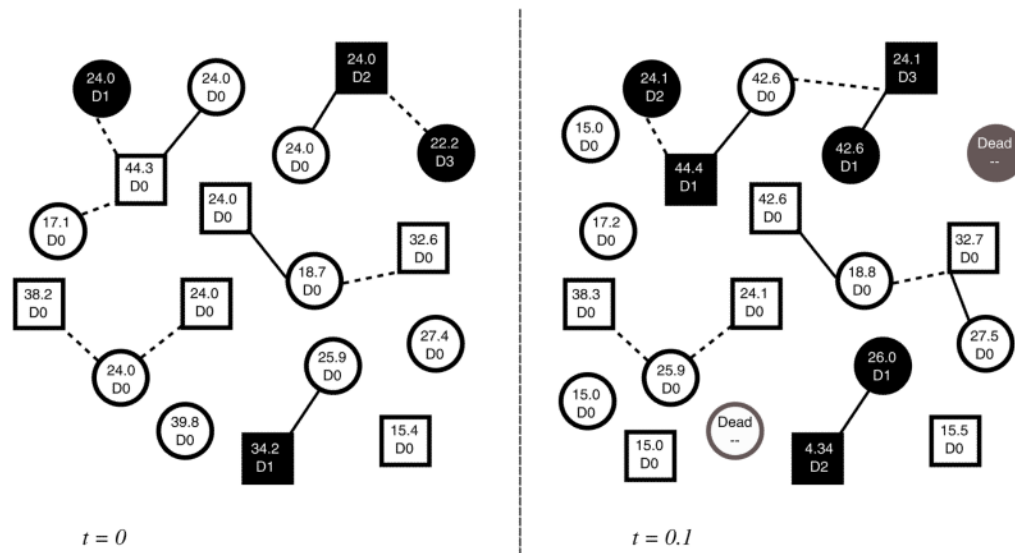 24.0
D1
24.0
D0
24.0
D2
44.3
D0
24.0
D0
22.2
D3
17.1
D0
24.0
D0
32.6
D0
18.7
D0
38.2
D0
24.0
D0
27.4
D0
24.0
D0
25.9
D0
39.8
D0
34.2
D1
15.4
D0
t = 0
24.1
D2
42.6
D0
24.1
D3
15.0
D0
44.4
D1
42.6
D1
Dead
--
17.2
D0
42.6
D0
32.7
D0
18.8
D0
38.3
D0
24.1
D0
27.5
D0
25.9
D0
26.0
D1
15.0
D0
Dead
--
15.0
D0
4.34
D2
15.5
D0
t = 0.1